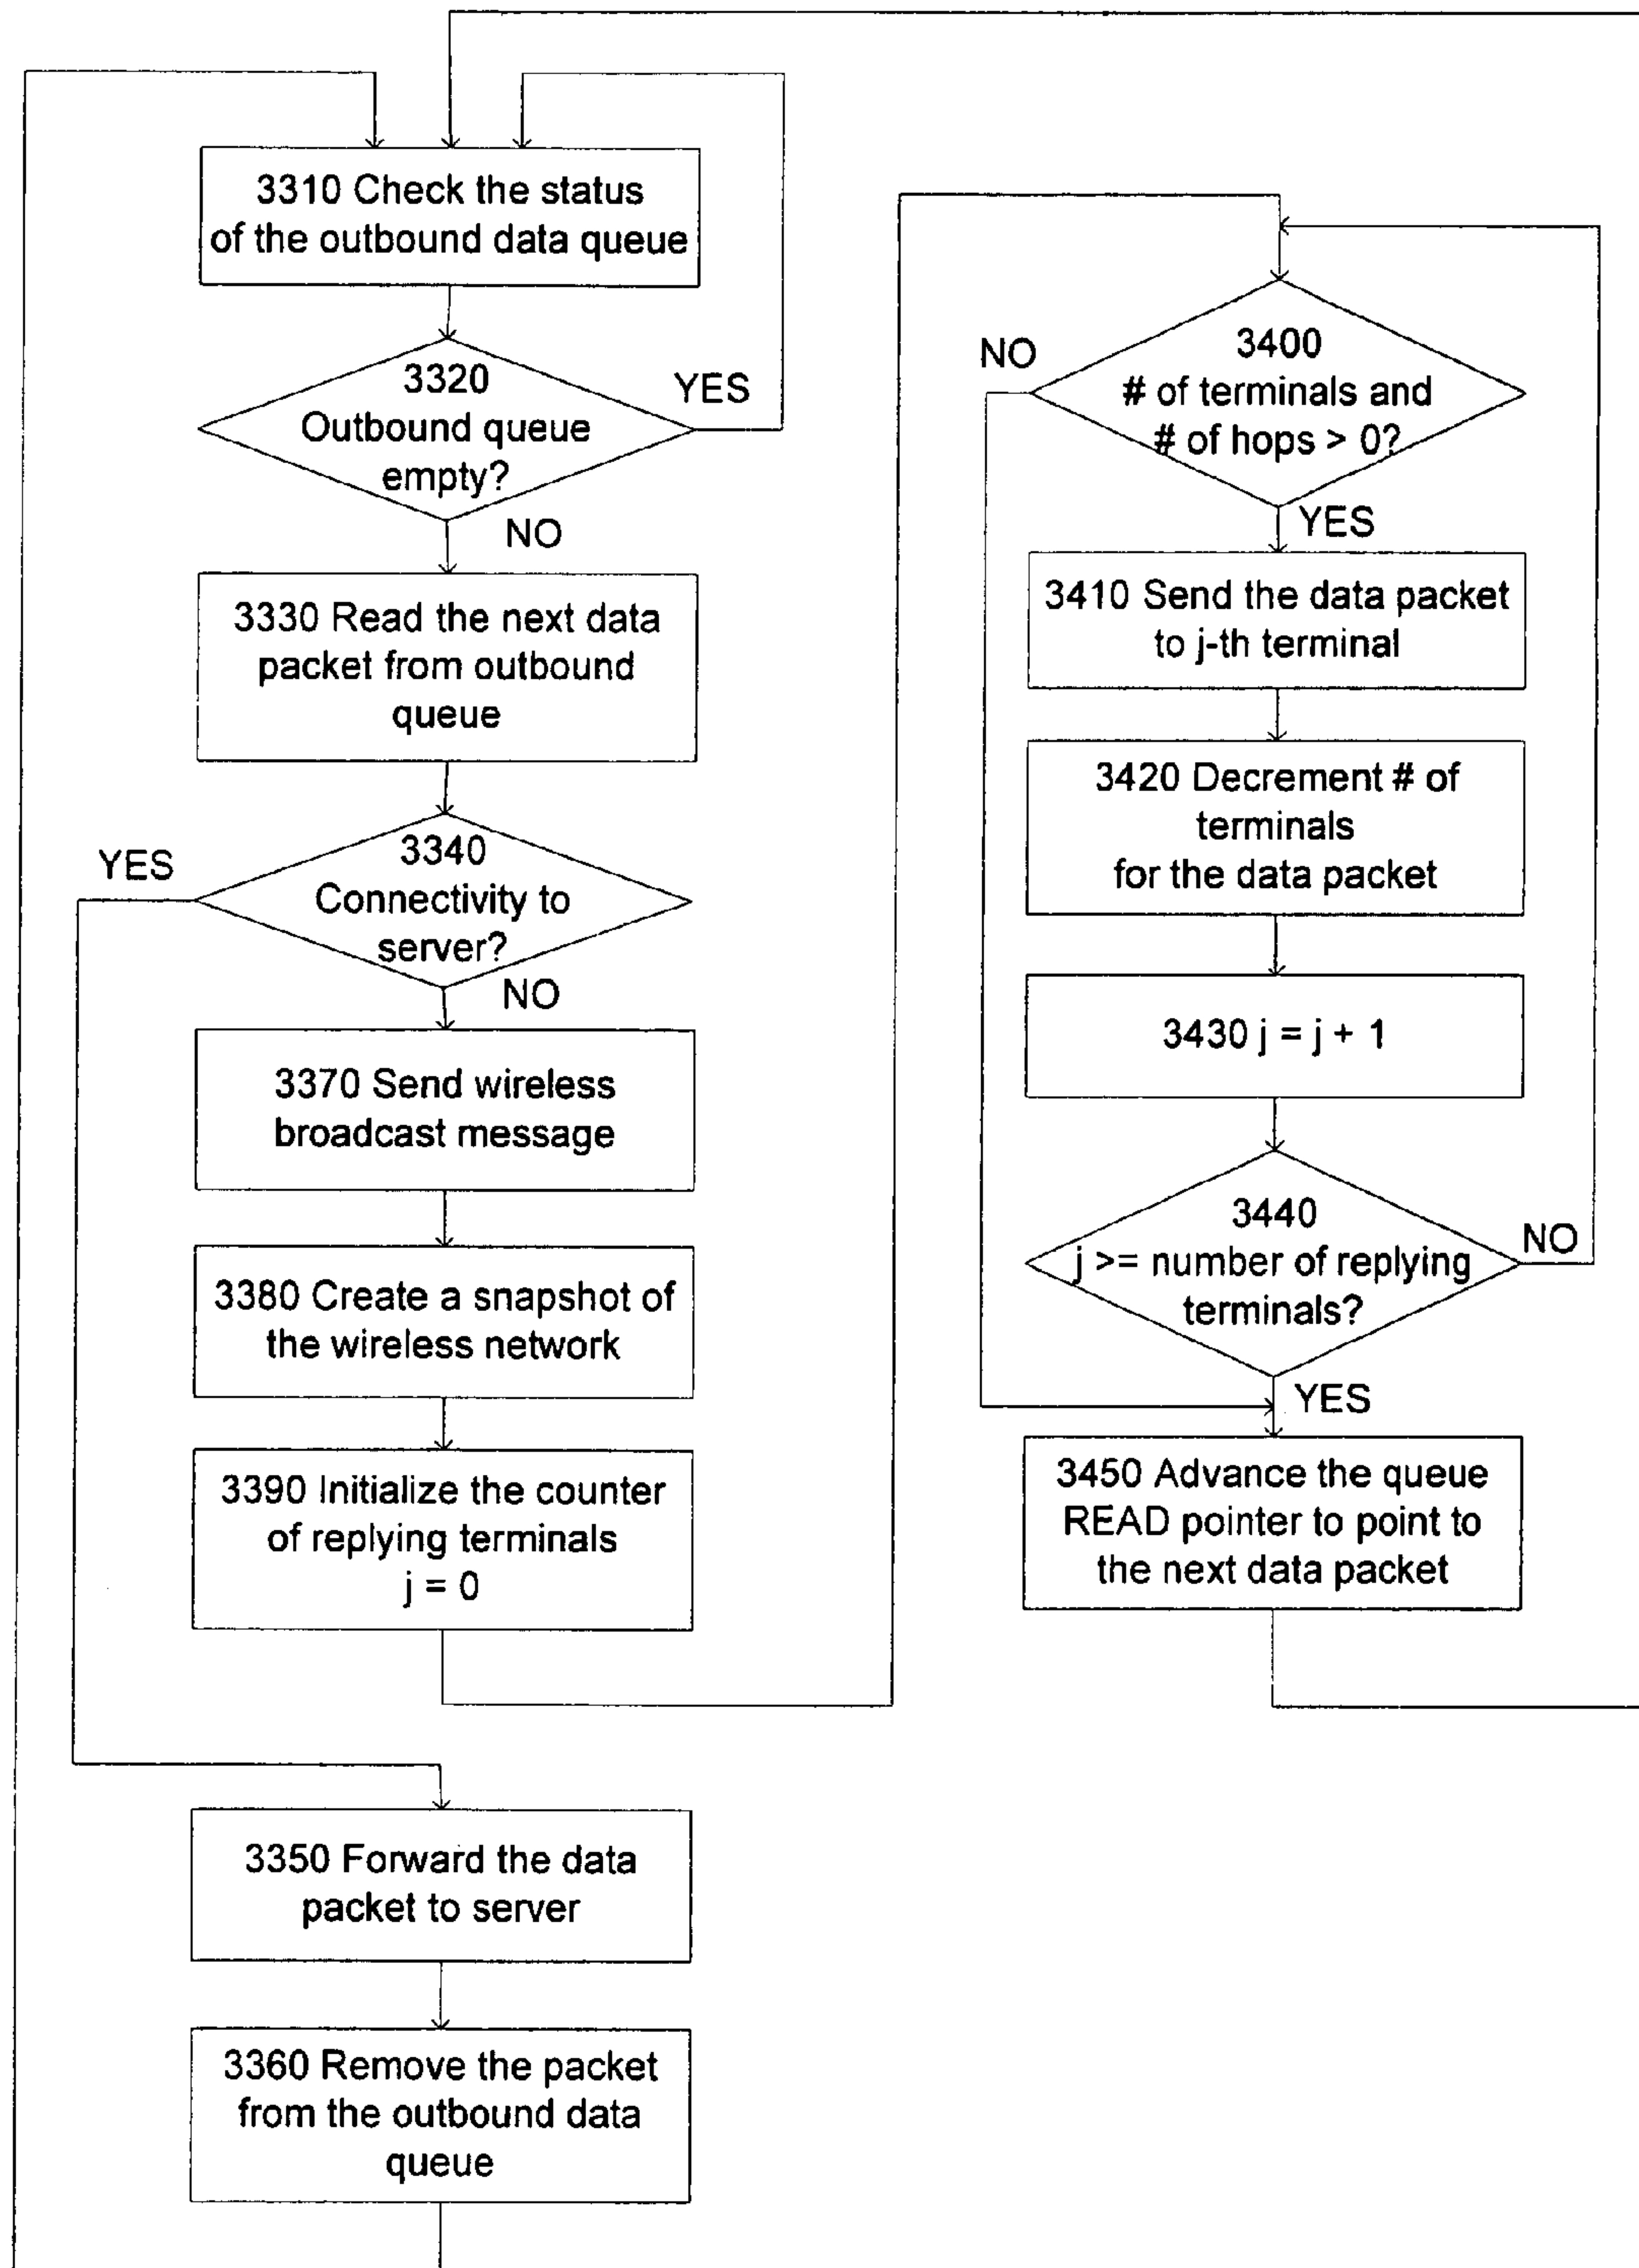 3310 Check the status
of the outbound data queue
3320
Outbound queue
empty?
YES
NO
3330 Read the next data
packet from outbound
queue
YES
3340
Connectivity to
server?
NO
3370 Send wireless
broadcast message
3380 Create a snapshot of
the wireless network
3390 Initialize the counter
of replying terminals
j = 0
3350 Forward the data
packet to server
3360 Remove the packet
from the outbound data
queue
NO
3400
# of terminals and
# of hops > 0?
YES
3410 Send the data packet
to j-th terminal
3420 Decrement # of
terminals
for the data packet
3430 j = j + 1
3440
j >= number of replying
terminals?
NO
YES
3450 Advance the queue
READ pointer to point to
the next data packet